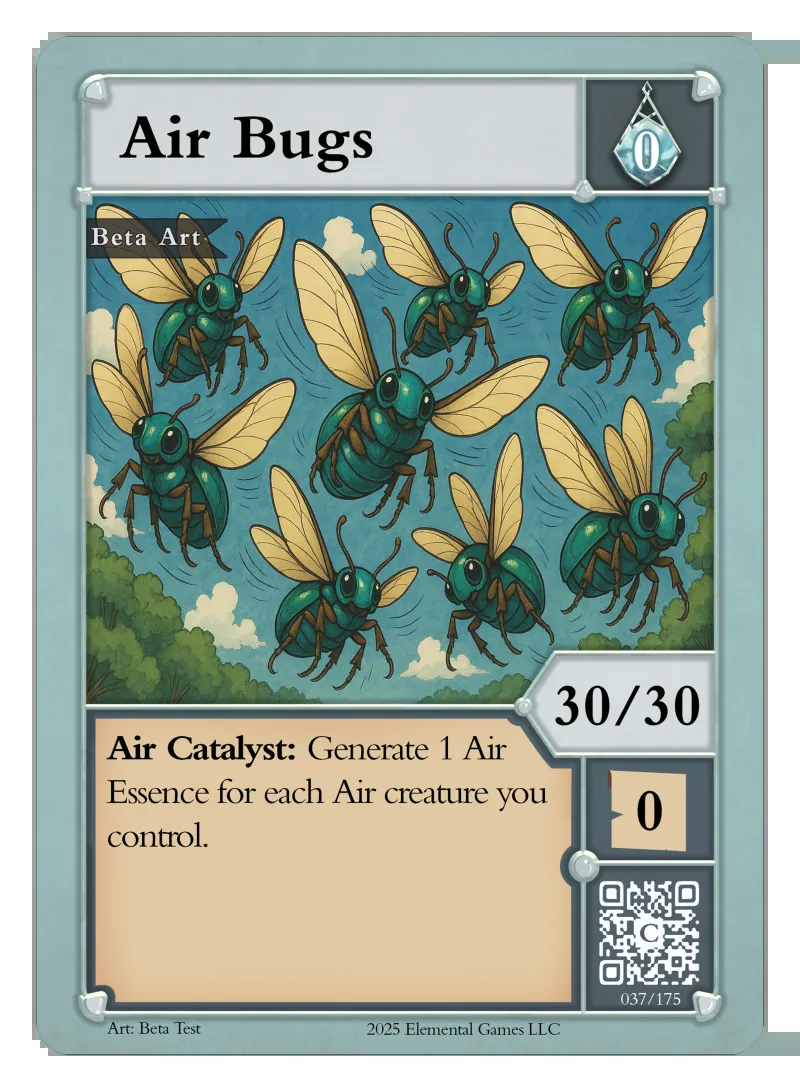 Air Bugs
0
Beta Art
30/30
Air Catalyst: Generate 1 Air
Essence for each Air creature you
control.
0
C
037/175
Art: Beta Test
2025 Elemental Games LLC